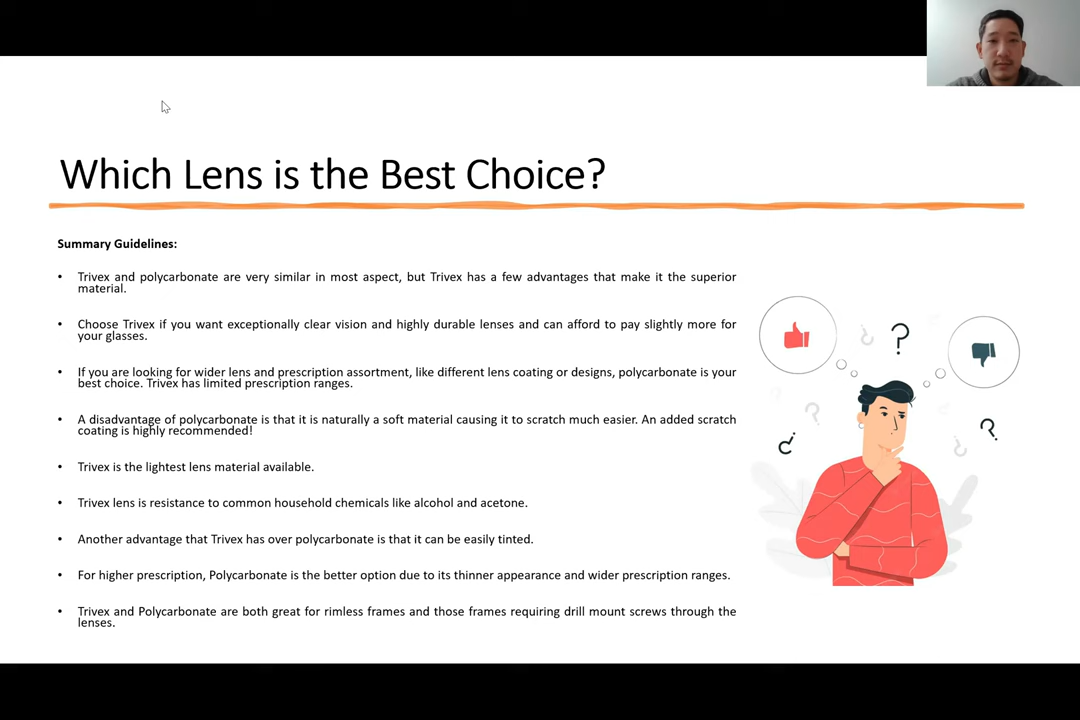 Which Lens is the Best Choice?
Summary Guidelines:
• Trivex and polycarbonate are very similar in most aspect, but Trivex has a few advantages that make it the superior
material.
• Choose Trivex if you want exceptionally clear vision and highly durable lenses and can afford to pay slightly more for
your glasses.
• If you are looking for wider lens and prescription assortment, like different lens coating or designs, polycarbonate is your
best choice. Trivex has limited prescription ranges.
• A disadvantage of polycarbonate is that it is naturally a soft material causing it to scratch much easier. An added scratch
coating is highly recommended!
• Trivex is the lightest lens material available.
• Trivex lens is resistance to common household chemicals like alcohol and acetone.
• Another advantage that Trivex has over polycarbonate is that it can be easily tinted.
• For higher prescription, Polycarbonate is the better option due to its thinner appearance and wider prescription ranges.
• Trivex and Polycarbonate are both great for rimless frames and those frames requiring drill mount screws through the
lenses.